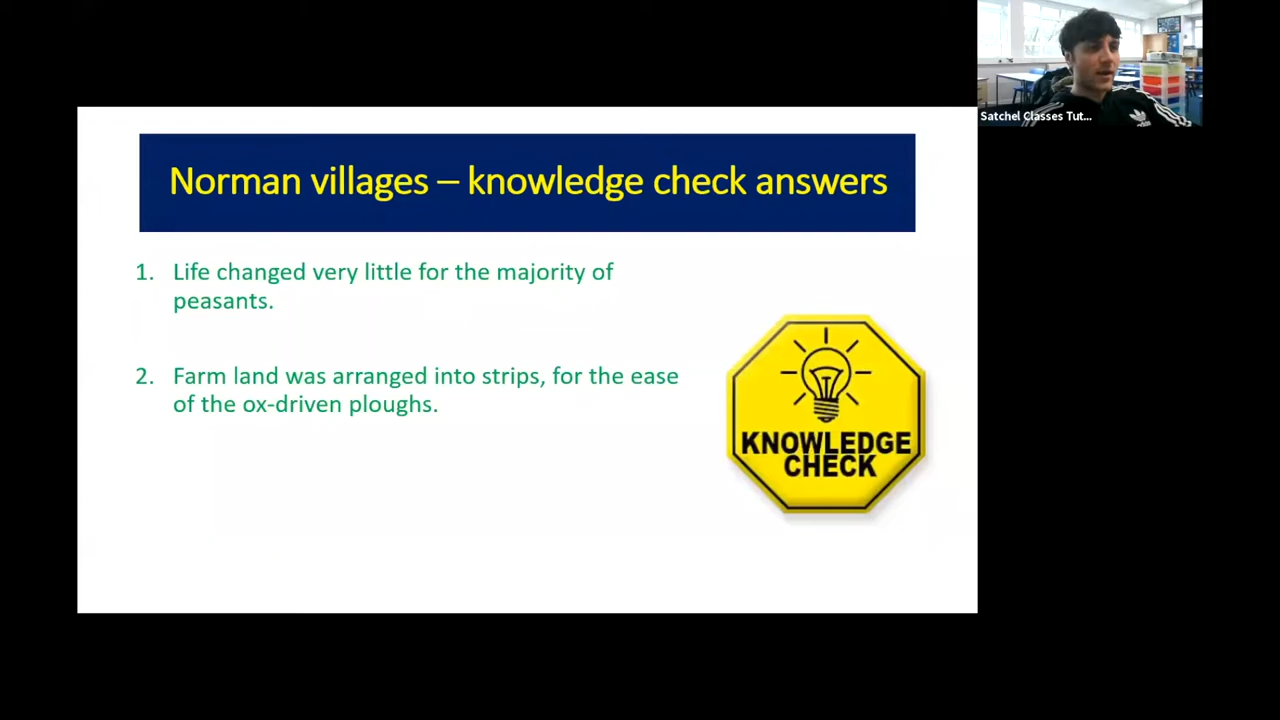 Satchel Classes Tut...
Norman villages – knowledge check answers
1. Life changed very little for the majority of
peasants.
2. Farm land was arranged into strips, for the ease
of the ox-driven ploughs.
KNOWLEDGE
CHECK